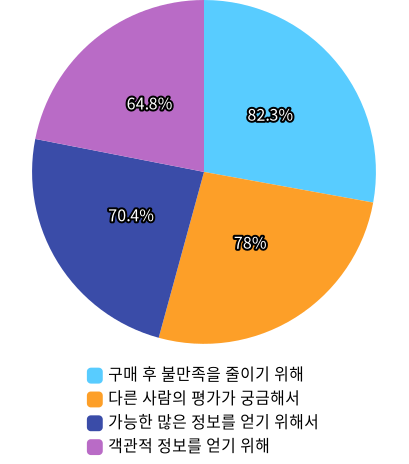 64.8%
82.3%
70.4%
78%
구매 후 불만족을 줄이기 위해
다른 사람의 평가가 궁금해서
가능한 많은 정보를 얻기 위해서
객관적 정보를 얻기 위해